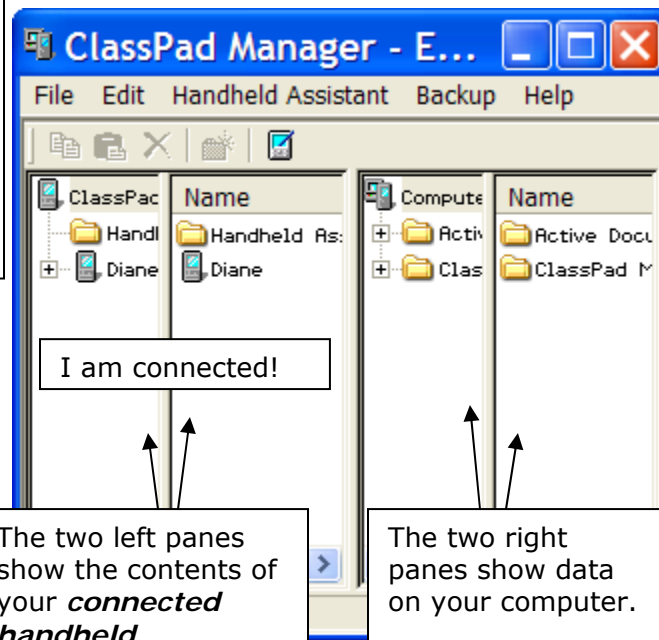 ClassPad Manager - E...
File Edit Handheld Assistant Backup Help
ClassPac Name Compute Name
Handl Handheld As: Activ Active Docu
Diane Diane Clas ClassPad M
I am connected!
The two left panes
show the contents of
your connected
handheld
The two right
panes show data
on your computer.